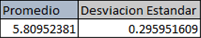 Promedio Desviacion Estandar
5.80952381 0.295951609